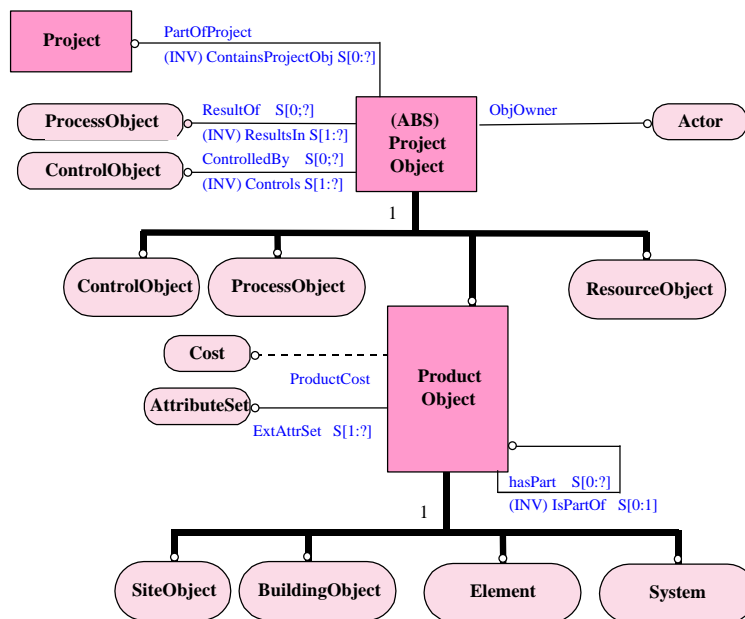 PartOfProject
Project
(INV) ContainsProjectObj S[0:?]
ResultOf S[0;?]
ObjOwner
(ABS)
ProcessObject
Actor
(INV) ResultsIn S[1:?]
Project
ControlledBy S[0;?]
Object
ControlObject
(INV) Controls S[1:?]
1
ControlObject
ProcessObject
ResourceObject
Cost
ProductCost
Product
Object
AttributeSet
ExtAttrSet S[1:?]
hasPart S[0:?]
(INV) IsPartOf S[0:1]
1
SiteObject
BuildingObject
Element
System